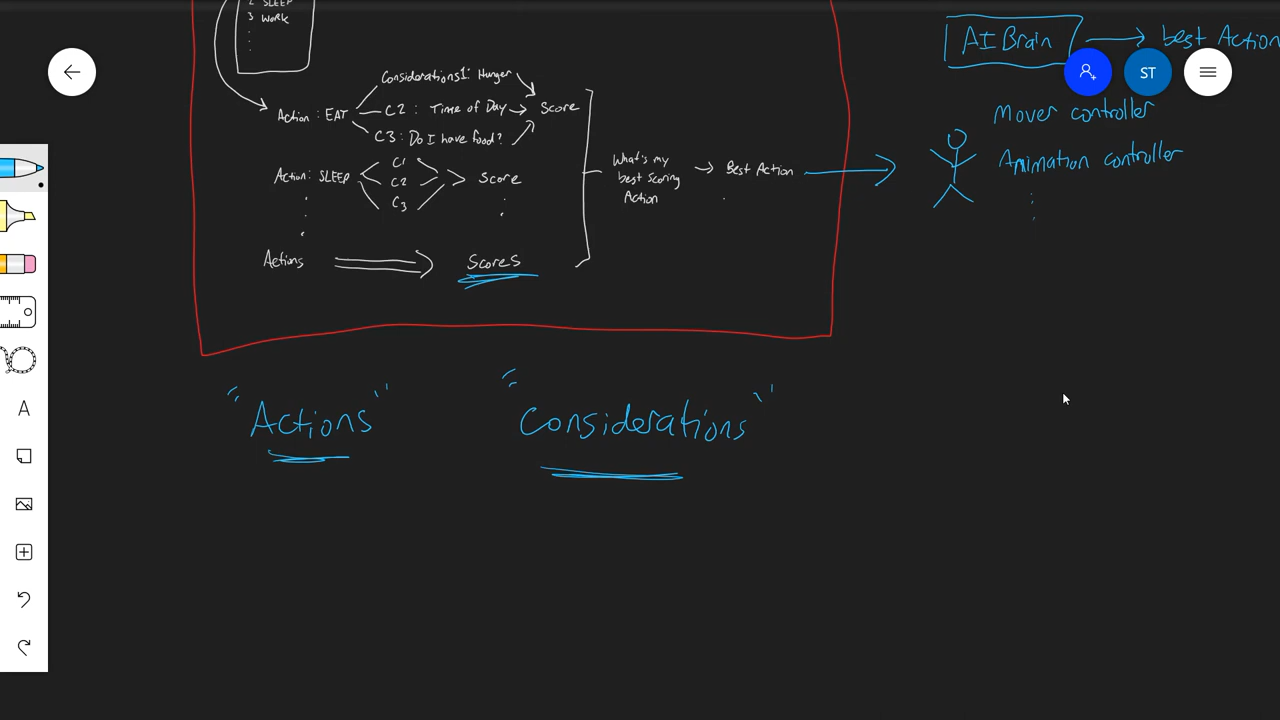 2 SLEEP
3 WORK
AI Brain
best Action
ST
Considerations1: Hunger
Action: EAT
C2 : Time of Day
Score
Mover controller
C3: Do I have food?
C1
Action: SLEEP
C2
Score
C3
What's my
best scoring
Action
Best Action
Animation controller
Actions
Scores
"Actions"
"Considerations"
A